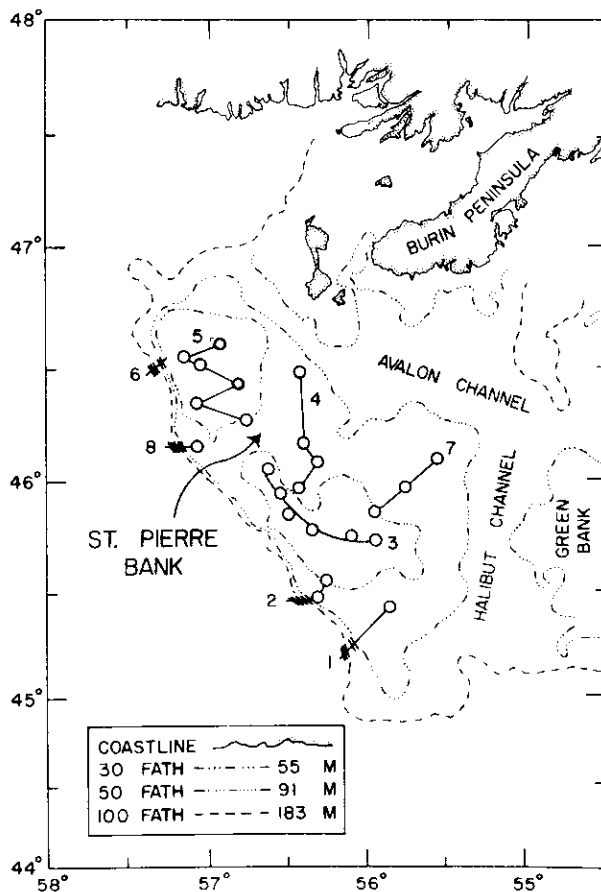 48°
BURIN PENINSULA
47°
5
6
AVALON CHANNEL
4
8
7
46°
ST. PIERRE
BANK
3
HALIBUT CHANNEL
GREEN
BANK
2
1
45°
COASTLINE
30 FATH 55 M
50 FATH 91 M
100 FATH 183 M
44°
58° 57° 56° 55°